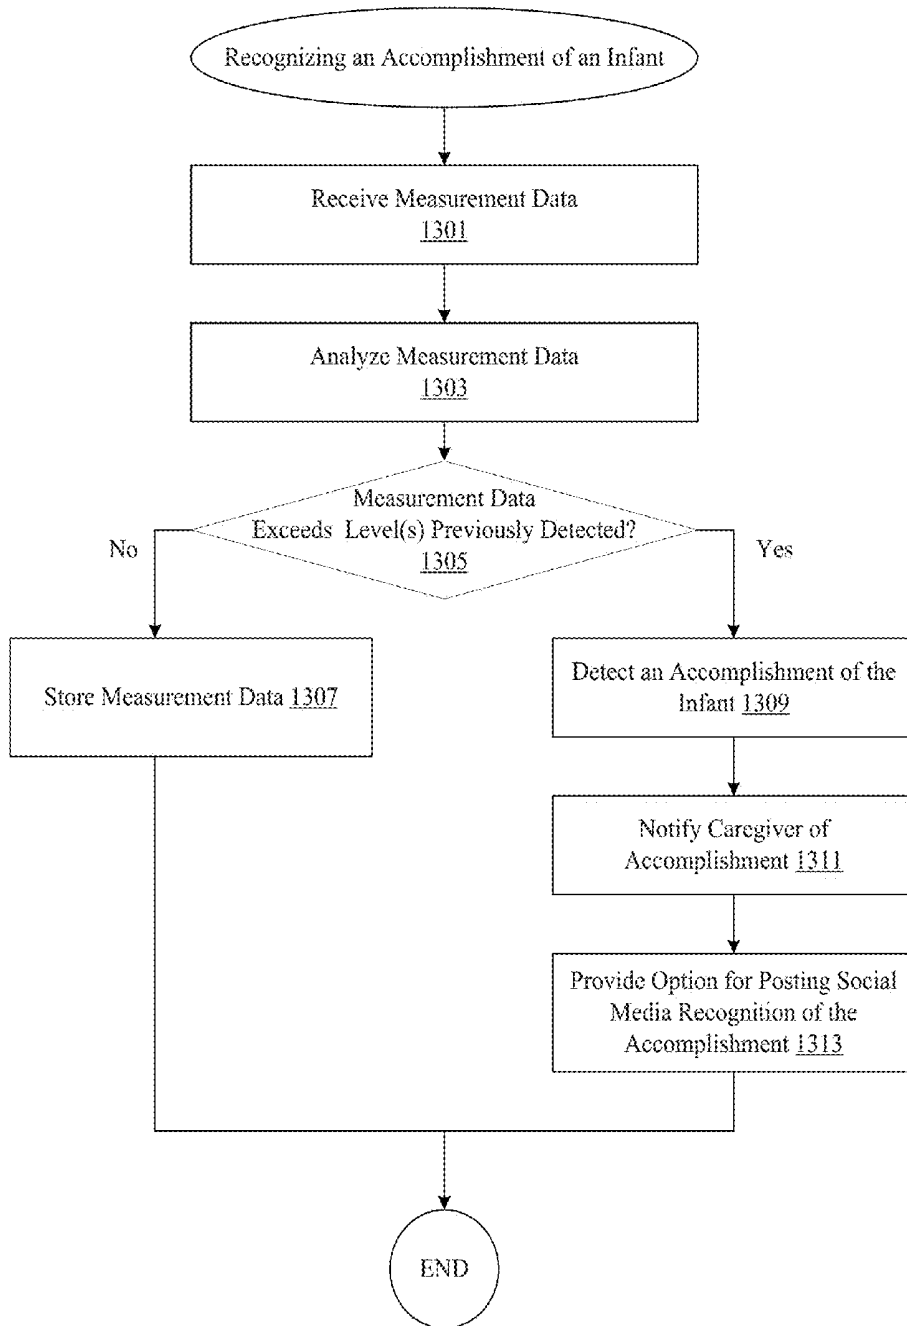 Recognizing an Accomplishment of an Infant
Receive Measurement Data
1301
Analyze Measurement Data
1303
Measurement Data
Exceeds Level(s) Previously Detected?
1305
No
Yes
Store Measurement Data 1307
Detect an Accomplishment of the
Infant 1309
Notify Caregiver of
Accomplishment 1311
Provide Option for Posting Social
Media Recognition of the
Accomplishment 1313
END